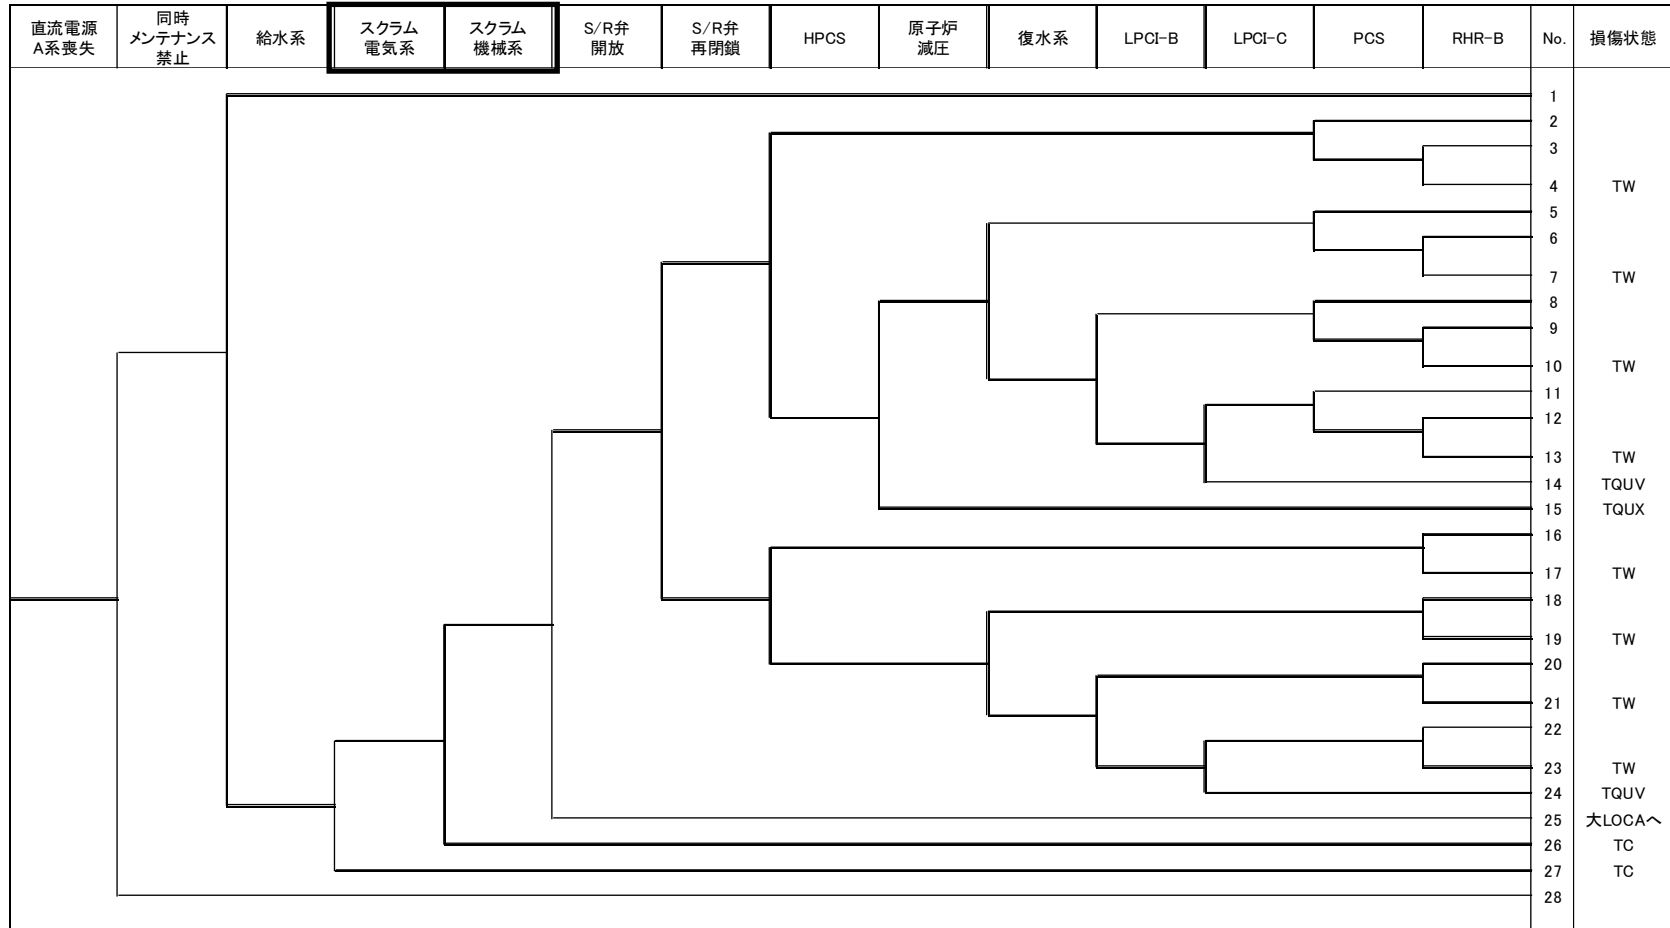 直流電源
A系喪失
同時
メンテナンス
禁止
給水系
スクラム
電気系
スクラム
機械系
S/R弁
開放
S/R弁
再閉鎖
HPCS
原子炉
減圧
復水系
LPCI-B
LPCI-C
PCS
RHR-B
No.
損傷状態
1
2
3
4 TW
5
6
7 TW
8
9
10 TW
11
12
13 TW
14 TQUV
15 TQUX
16
17 TW
18
19 TW
20
21 TW
22
23 TW
24 TQUV
25 大LOCAへ
26 TC
27 TC
28